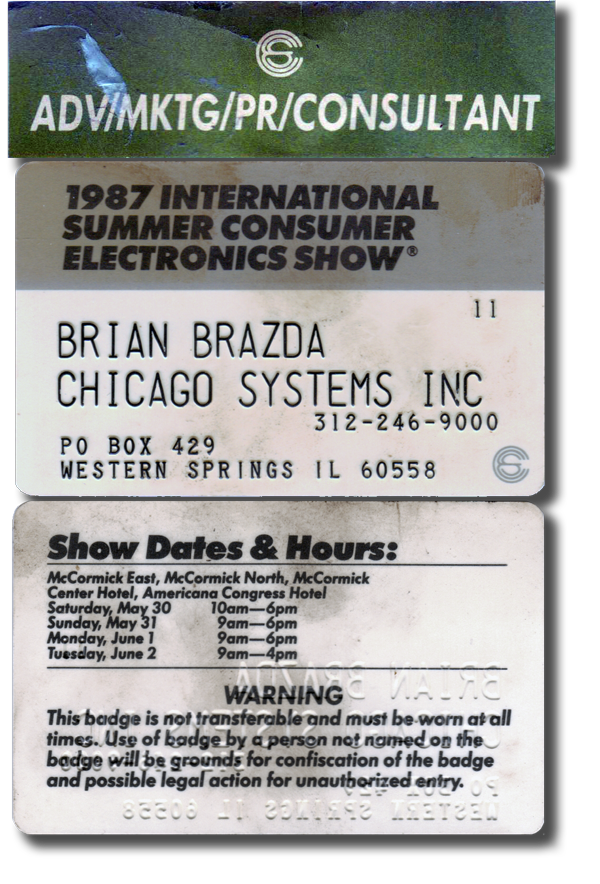 ADV/MKTG/PR/CONSULTANT
1987 INTERNATIONAL
SUMMER CONSUMER
ELECTRONICS SHOW®
11
BRIAN BRAZDA
CHICAGO SYSTEMS INC
312-246-9000
PO BOX 429
WESTERN SPRINGS IL 60558
Show Dates & Hours:
McCormick East, McCormick North, McCormick
Center Hotel, Americana Congress Hotel
Saturday, May 30 10am—6pm
Sunday, May 31 9am—6pm
Monday, June 1 9am—6pm
Tuesday, June 2 9am—4pm
WARNING
This badge is not transferable and must be worn at all
times. Use of badge by a person not named on the
badge will be grounds for confiscation of the badge
and possible legal action for unauthorized entry.